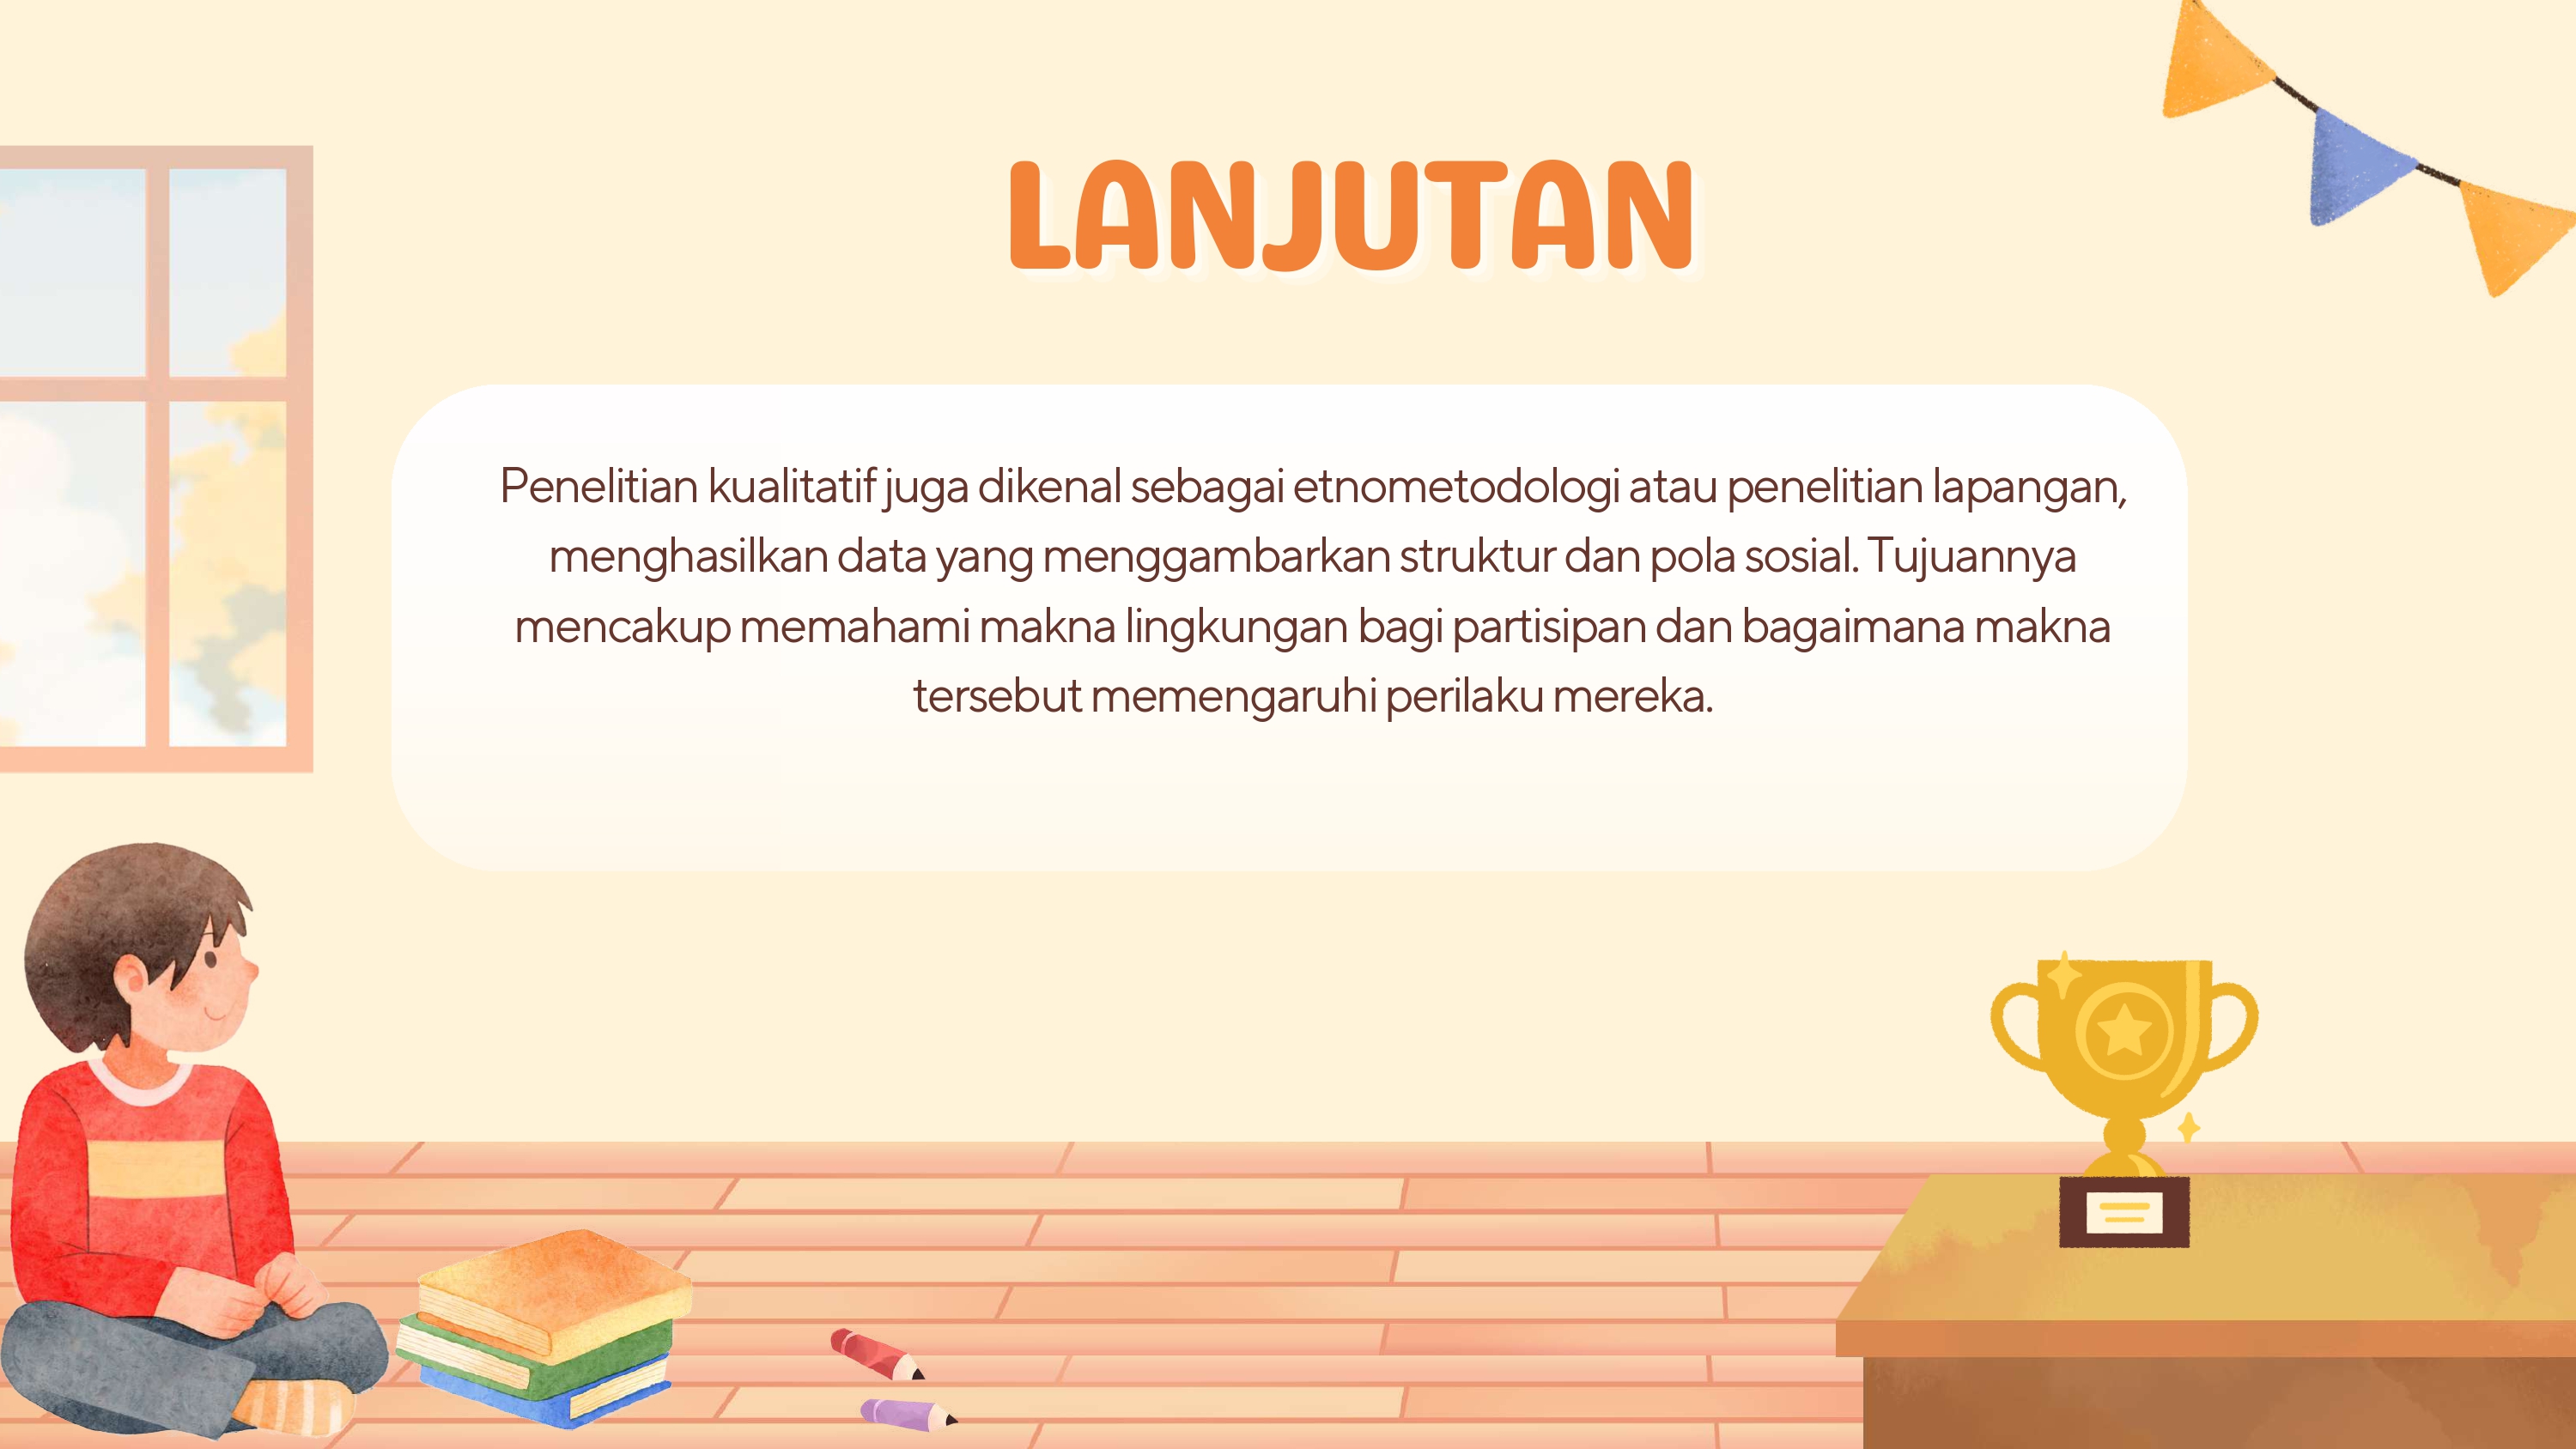 LANJUTAN
Penelitian kualitatif juga dikenal sebagai etnometodologi atau penelitian lapangan,
menghasilkan data yang menggambarkan struktur dan pola sosial. Tujuannya
mencakup memahami makna lingkungan bagi partisipan dan bagaimana makna
tersebut memengaruhi perilaku mereka.